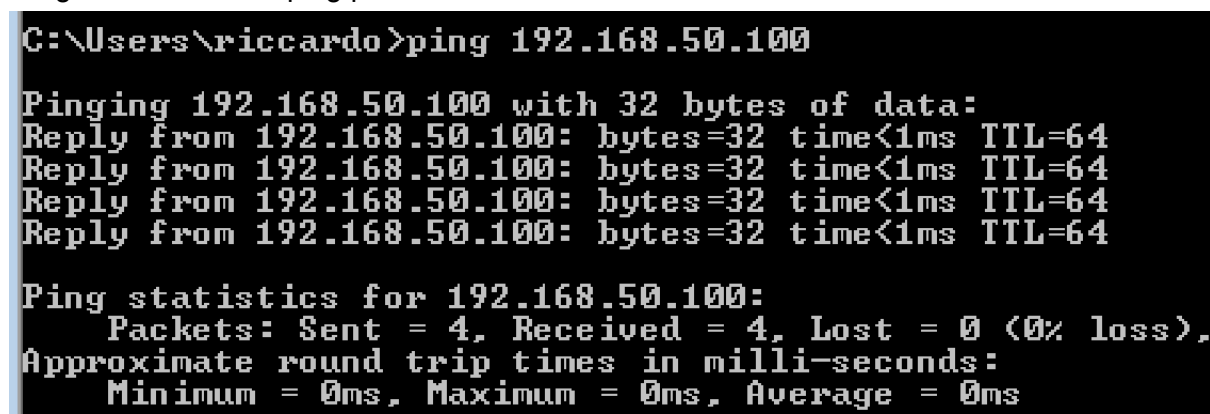 C:\Users\riccardo>ping 192.168.50.100
Pinging 192.168.50.100 with 32 bytes of data:
Reply from 192.168.50.100: bytes=32 time<1ms TTL=64
Reply from 192.168.50.100: bytes=32 time<1ms TTL=64
Reply from 192.168.50.100: bytes=32 time<1ms TTL=64
Reply from 192.168.50.100: bytes=32 time<1ms TTL=64
Ping statistics for 192.168.50.100:
Packets: Sent = 4, Received = 4, Lost = 0 (0% loss),
Approximate round trip times in milli-seconds:
Minimum = 0ms, Maximum = 0ms, Average = 0ms